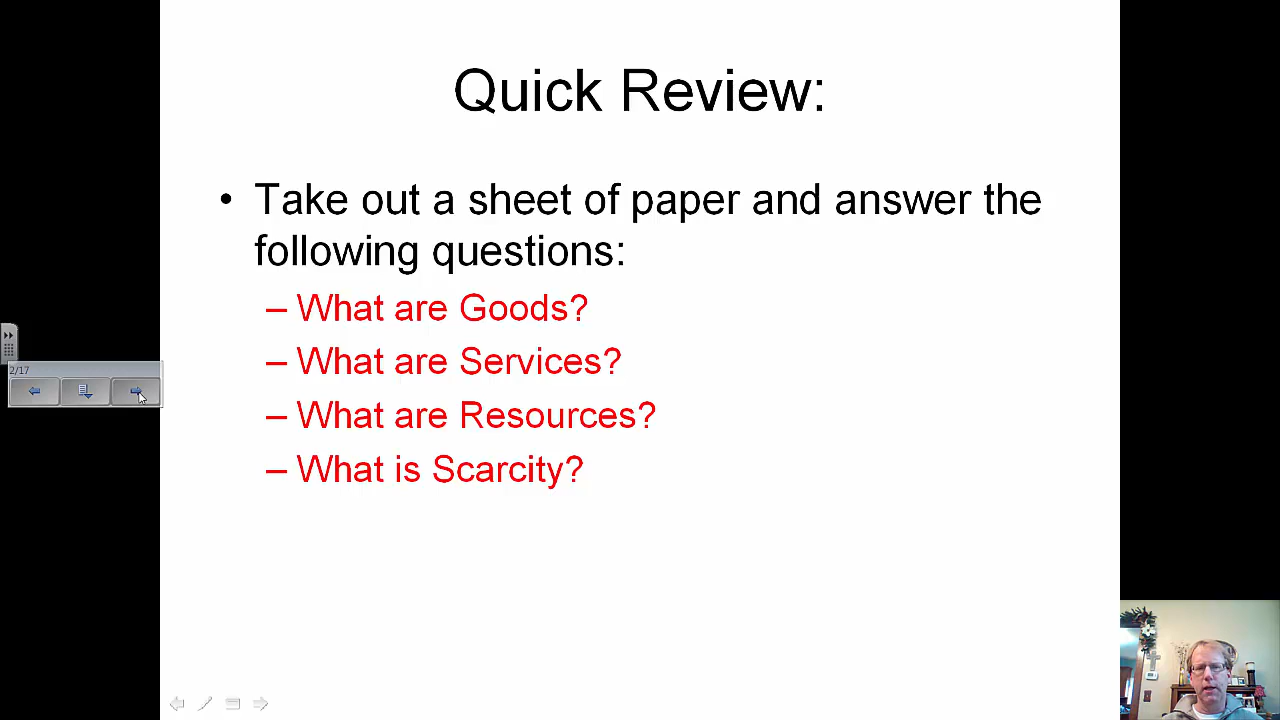 Quick Review:
• Take out a sheet of paper and answer the
following questions:
– What are Goods?
– What are Services?
– What are Resources?
– What is Scarcity?
2/17